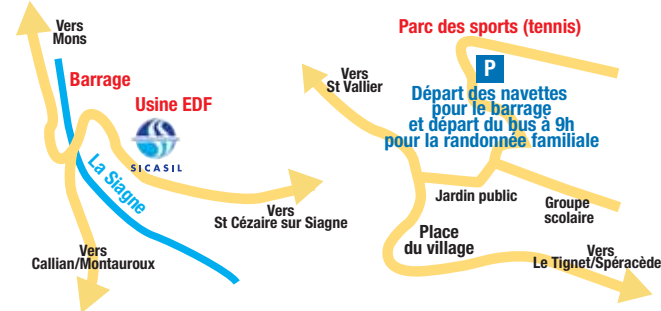 Vers
Mons
Barrage
Usine EDF
SICASIL
La Siagne
Vers
St Cézaire sur Siagne
Vers
Callian/Montauroux
Parc des sports (tennis)
P
Vers
St Vallier
Départ des navettes
pour le barrage
et départ du bus à 9h
pour la randonnée familiale
Jardin public
Groupe
scolaire
Place
du village
Vers
Le Tignet/Spéracède